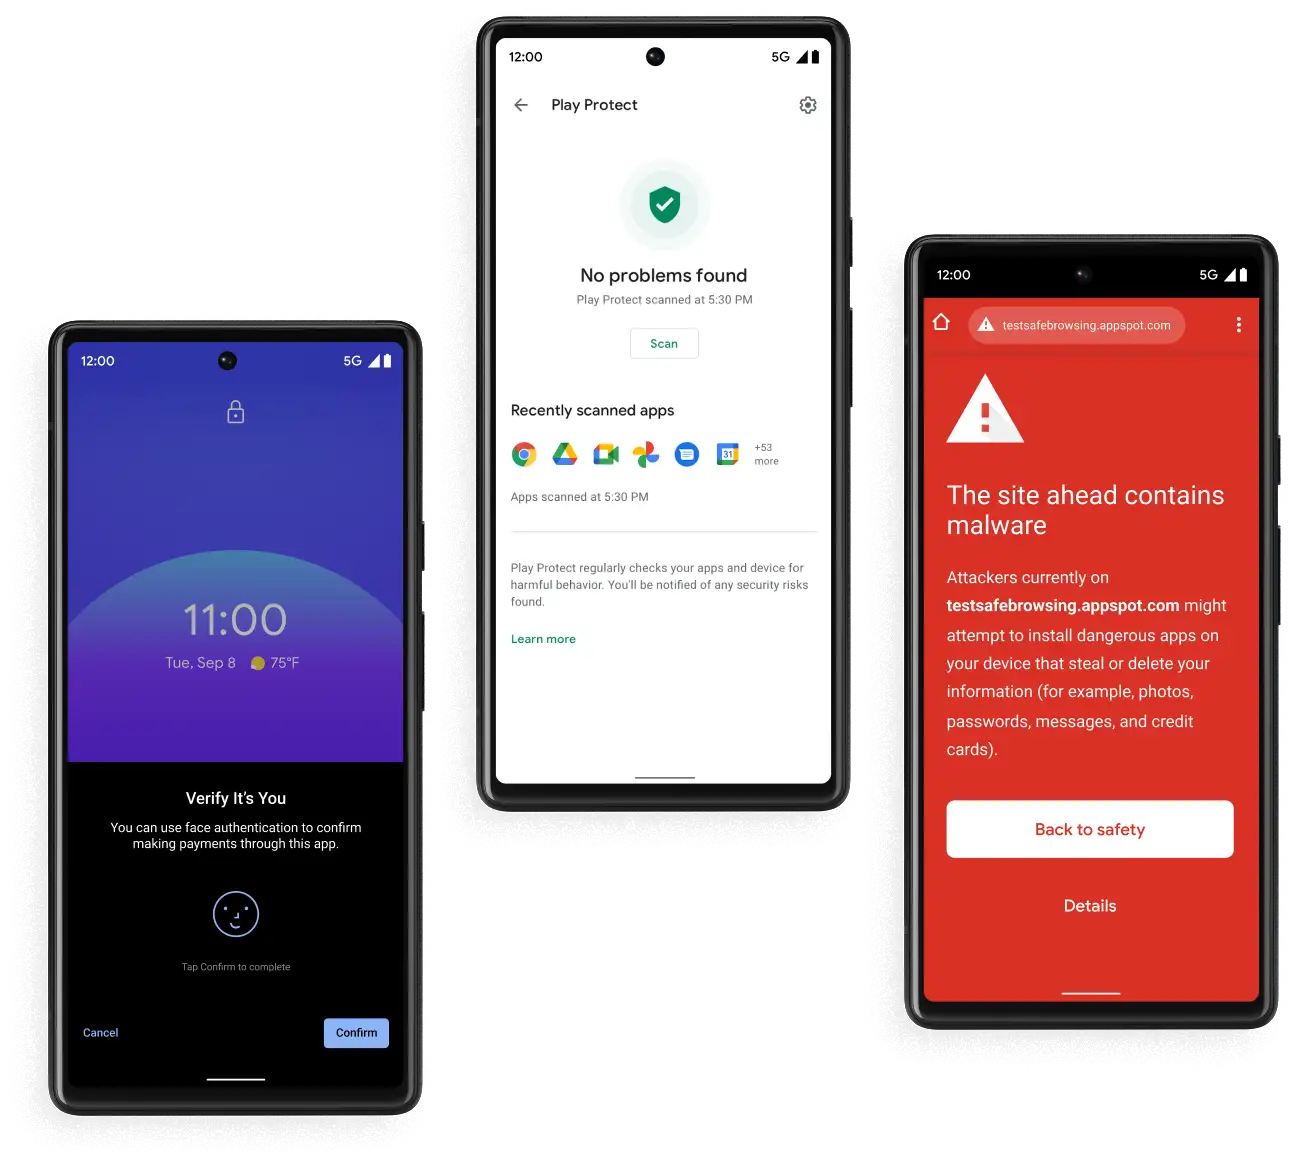 12:00
5G
11:00
Tue, Sep 8 75°F
Verify It's You
You can use face authentication to confirm
making payments through this app.
Tap Confirm to complete
Cancel
Confirm
12:00
5G
Play Protect
No problems found
Play Protect scanned at 5:30 PM
Scan
Recently scanned apps
31
+53
more
Apps scanned at 5:30 PM
Play Protect regularly checks your apps and device for
harmful behavior. You'll be notified of any security risks
found.
Learn more
12:00
5G
testsafebrowsing.appspot.com
The site ahead contains
malware
Attackers currently on
testsafebrowsing.appspot.com might
attempt to install dangerous apps on
your device that steal or delete your
information (for example, photos,
passwords, messages, and credit
cards).
Back to safety
Details